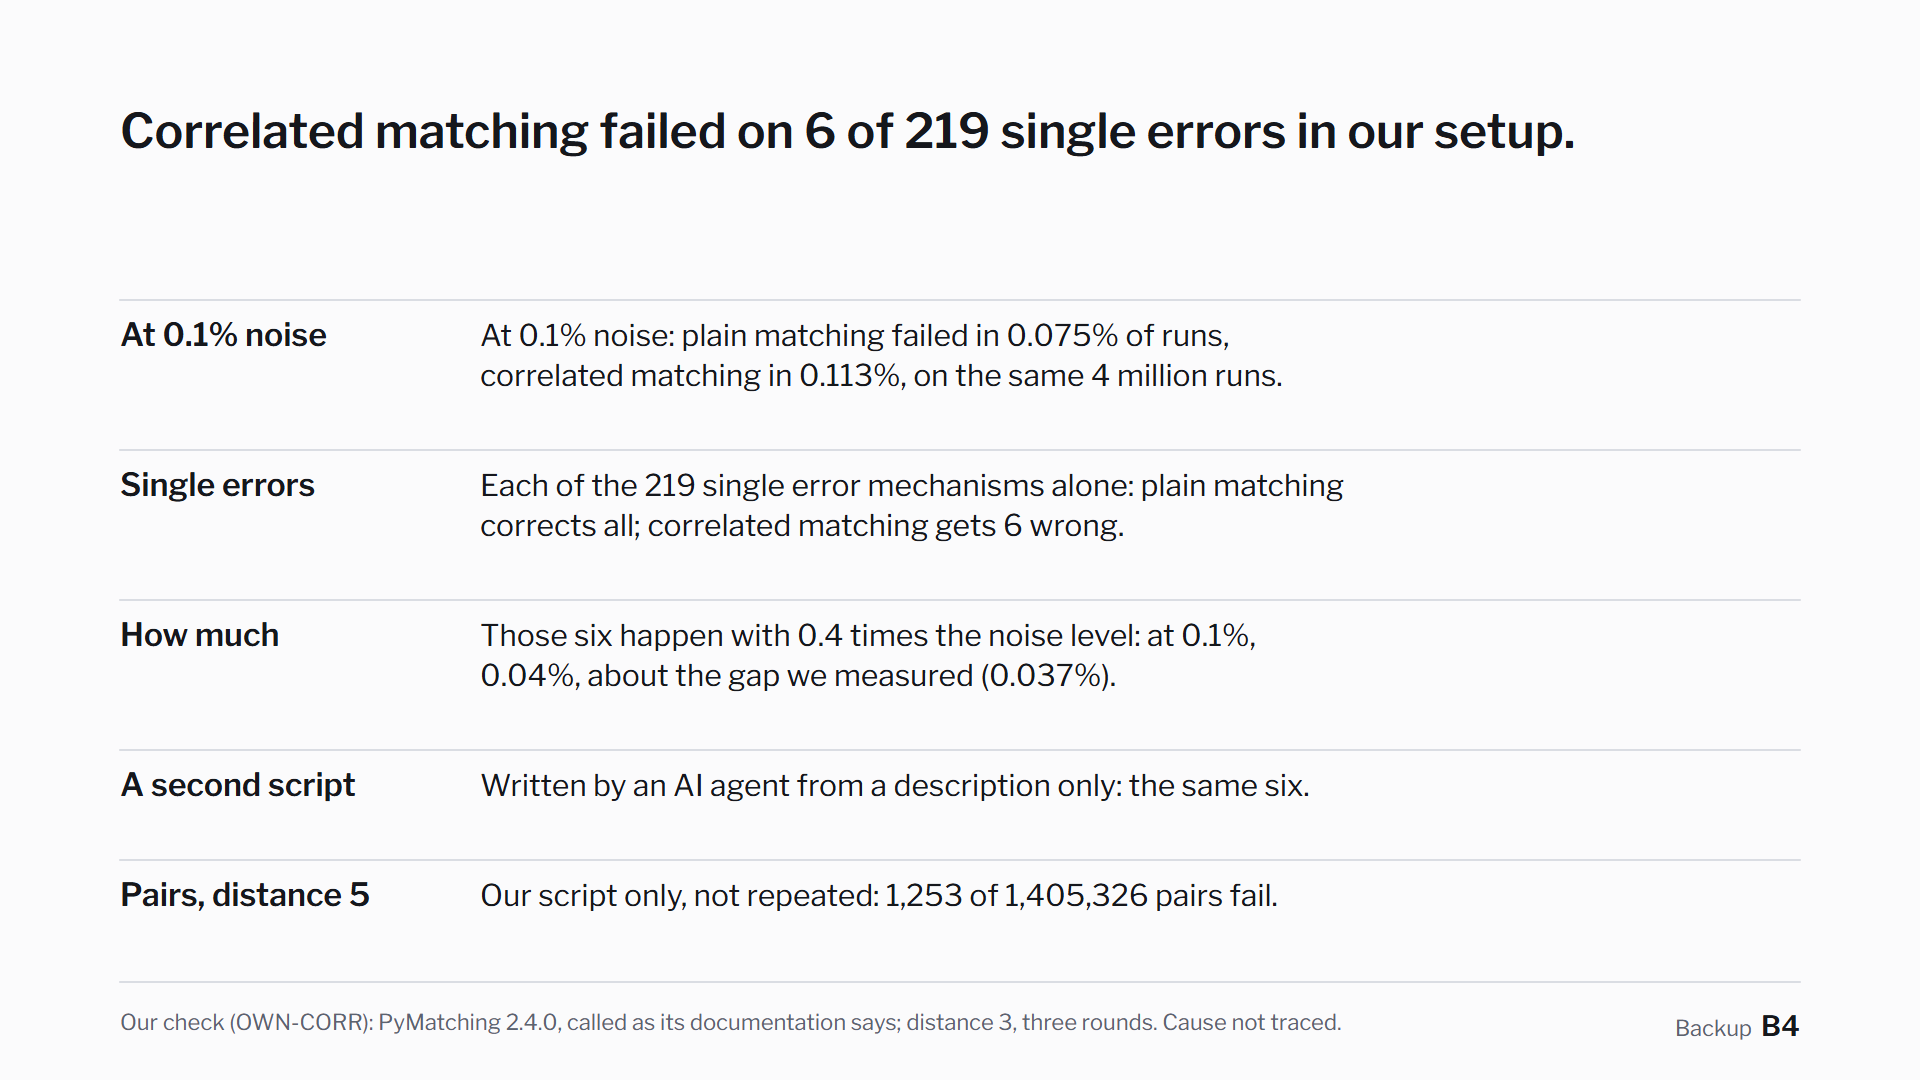 Correlated matching failed on 6 of 219 single errors in our setup.
At 0.1% noise
At 0.1% noise: plain matching failed in 0.075% of runs,
correlated matching in 0.113%, on the same 4 million runs.
Single errors
Each of the 219 single error mechanisms alone: plain matching
corrects all; correlated matching gets 6 wrong.
How much
Those six happen with 0.4 times the noise level: at 0.1%,
0.04%, about the gap we measured (0.037%).
A second script
Written by an AI agent from a description only: the same six.
Pairs, distance 5
Our script only, not repeated: 1,253 of 1,405,326 pairs fail.
Our check (OWN-CORR): PyMatching 2.4.0, called as its documentation says; distance 3, three rounds. Cause not traced.
Backup B4